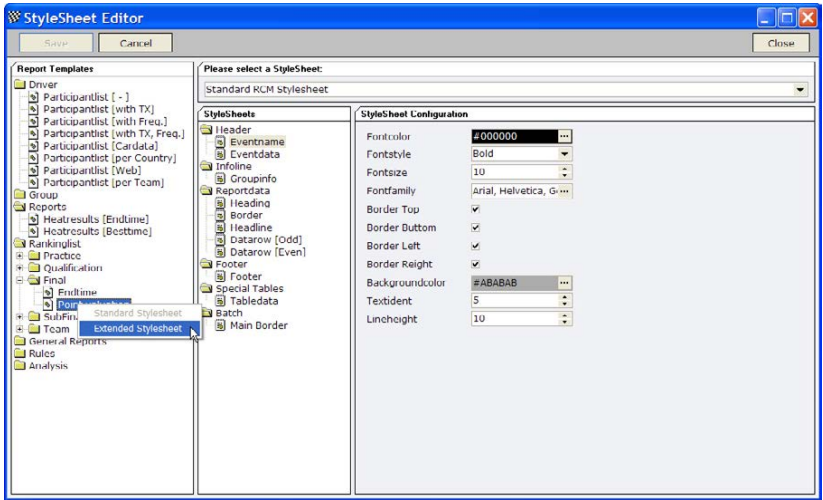 StyleSheet Editor
Save
Cancel
Close
Report Templates
Driver
Participantlist [ - ]
Participantlist [with TX]
Participantlist [with Freq.]
Participantlist [with TX, Freq.]
Participantlist [Cardata]
Participantlist [per Country]
Participantlist [Web]
Participantlist [per Team]
Group
Reports
Heatresults [Endtime]
Heatresults [Besttime]
Rankinglist
Practice
Qualification
Final
Endtime
SubFin
Team
General Reports
Rules
Analysis
Standard Stylesheet
Extended Stylesheet
Please select a StyleSheet:
Standard RCM Stylesheet
StyleSheets
Header
Eventname
Eventdata
Infoline
Groupinfo
Reportdata
Heading
Border
Headline
Datarow [Odd]
Datarow [Even]
Footer
Footer
Special Tables
Tabledata
Batch
Main Border
StyleSheet Configuration
Fontcolor #000000 ...
Fontstyle Bold
Fontsize 10
Fontfamily Arial, Helvetica, G ...
Border Top
Border Buttom
Border Left
Border Reight
Backgroundcolor #ABABAB ...
Textident 5
Lineheight 10